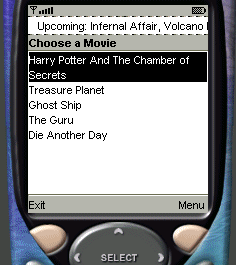 Upcoming: Infernal Affair, Volcano
Choose a Movie
Harry Potter And The Chamber of
Secrets
Treasure Planet
Ghost Ship
The Guru
Die Another Day
Exit
Menu
SELECT